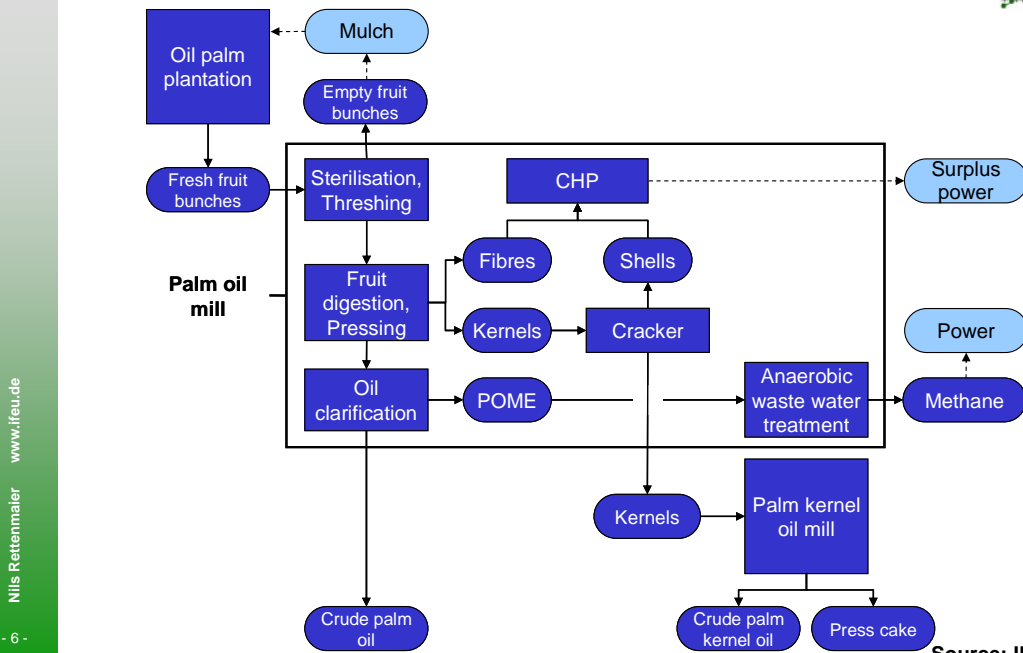 Mulch
Oil palm
plantation
Empty fruit
bunches
Fresh fruit
bunches
Sterilisation,
Threshing
CHP
Surplus
power
Fibres
Shells
Palm oil
mill
Fruit
digestion,
Pressing
Kernels
Cracker
Power
Oil
clarification
POME
Anaerobic
waste water
treatment
Methane
Kernels
Palm kernel
oil mill
Crude palm
oil
Crude palm
kernel oil
Press cake
Nils Rettenmaier www.ifeu.de
- 6 -